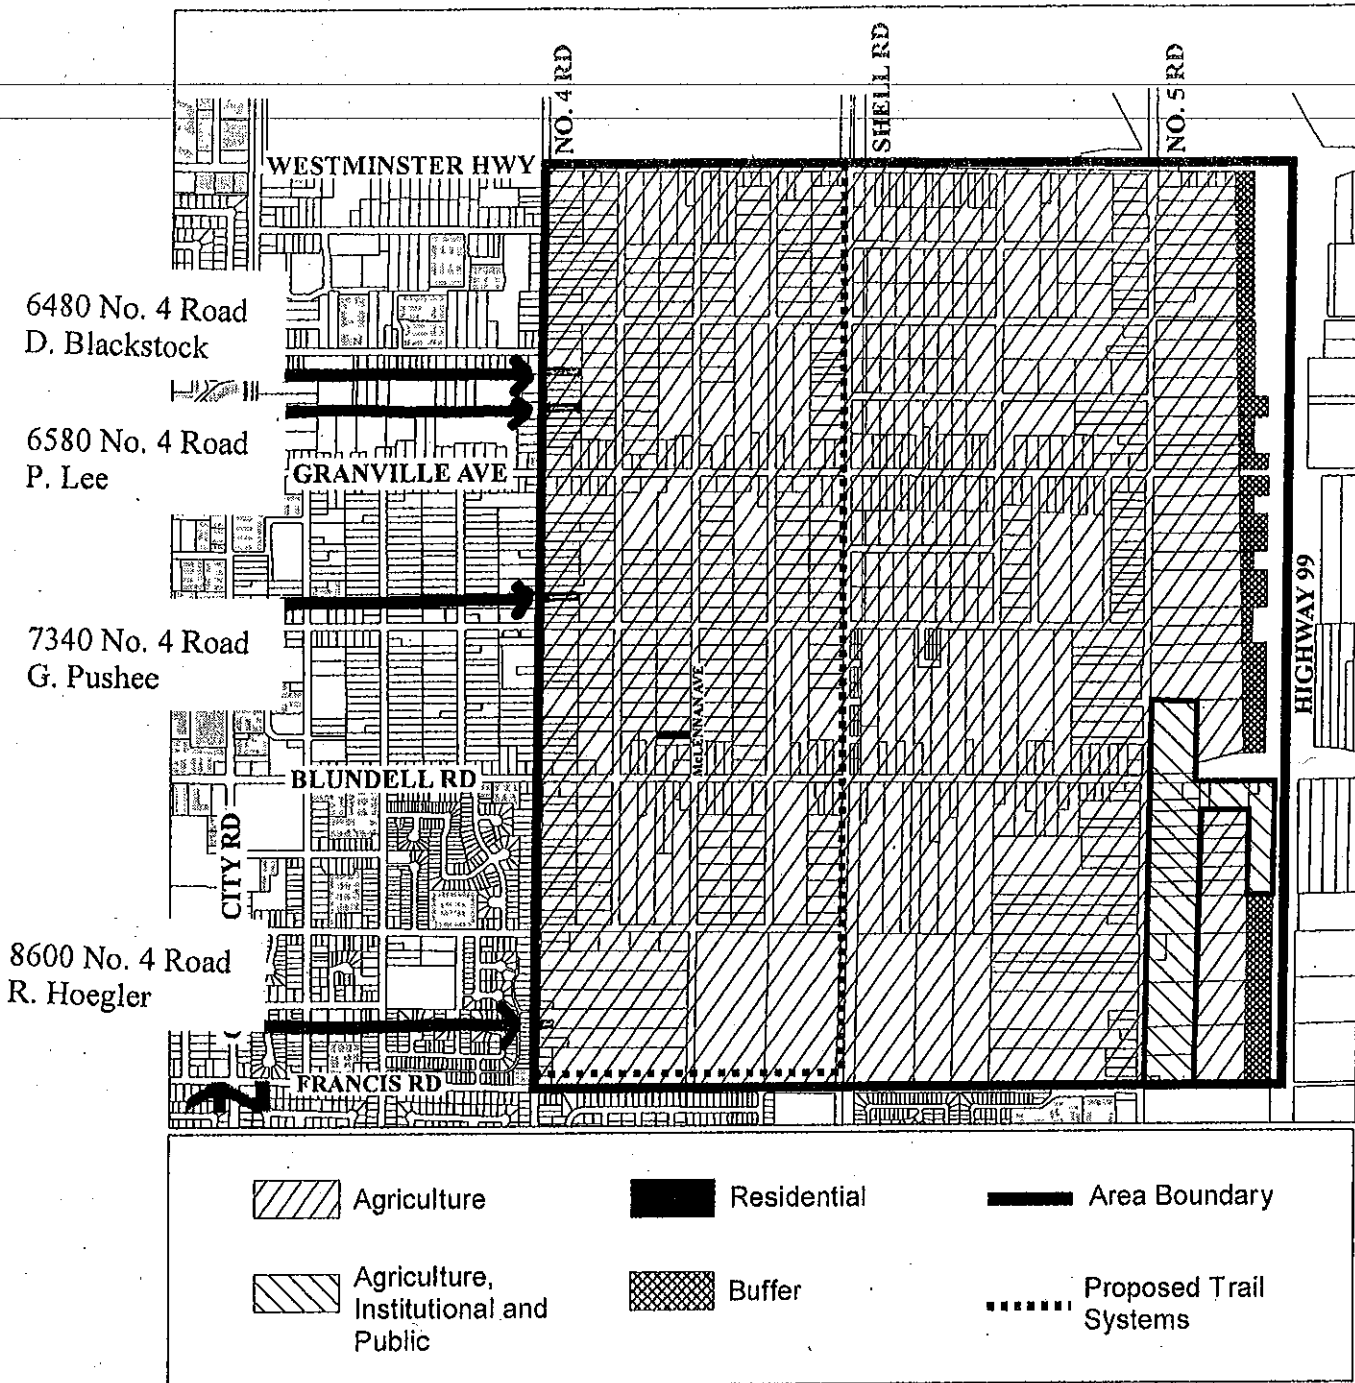 NO. 4 RD
SHELL RD
NO. 5 RD
WESTMINSTER HWY
6480 No. 4 Road
D. Blackstock
6580 No. 4 Road
P. Lee
GRANVILLE AVE
HIGHWAY 99
7340 No. 4 Road
G. Pushee
McLENNAN AVE
BLUNDELL RD
CITY RD
8600 No. 4 Road
R. Hoegler
FRANCIS RD
Agriculture
Residential
Area Boundary
Agriculture,
Institutional and
Public
Buffer
Proposed Trail
Systems